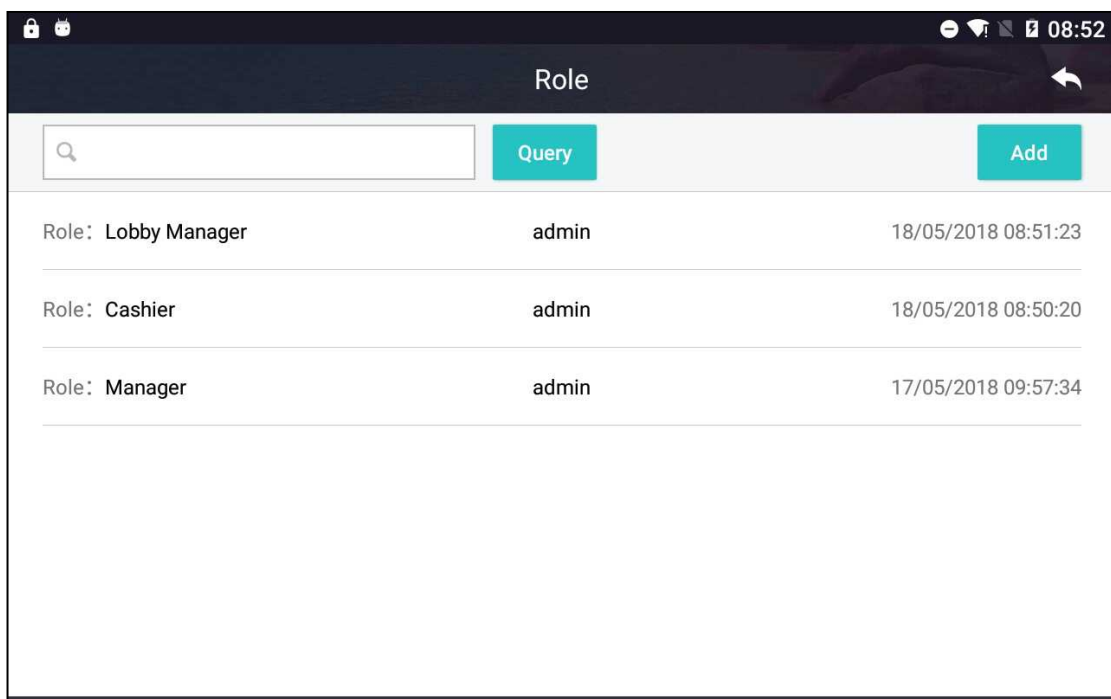 08:52
Role
Query Add
Role： Lobby Manager admin 18/05/2018 08:51:23
Role： Cashier admin 18/05/2018 08:50:20
Role： Manager admin 17/05/2018 09:57:34